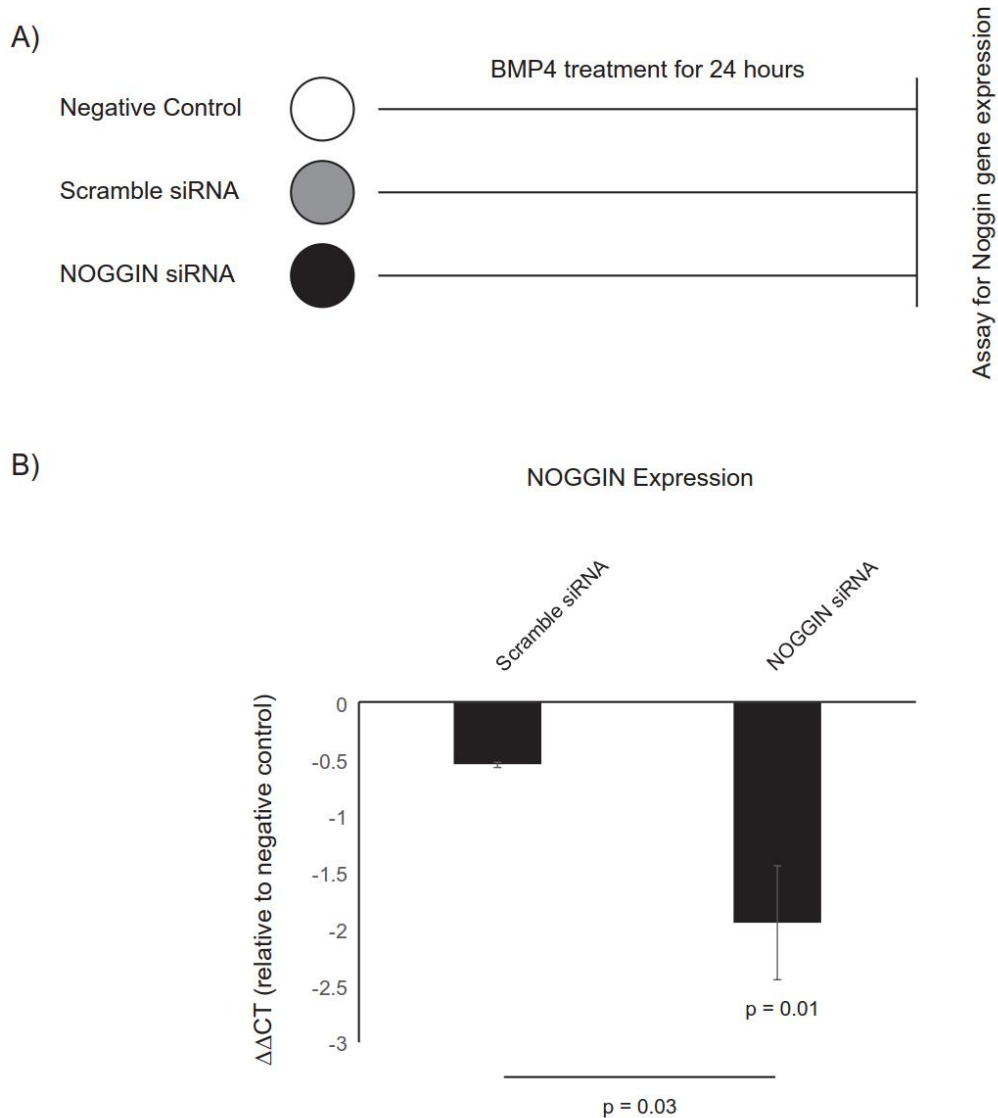 A)
BMP4 treatment for 24 hours
Negative Control
Scramble siRNA
NOGGIN siRNA
Assay for Noggin gene expression
B)
NOGGIN Expression
Scramble siRNA
NOGGIN siRNA
ΔΔCT (relative to negative control)
0
-0.5
-1
-1.5
-2
-2.5
-3
p = 0.01
p = 0.03